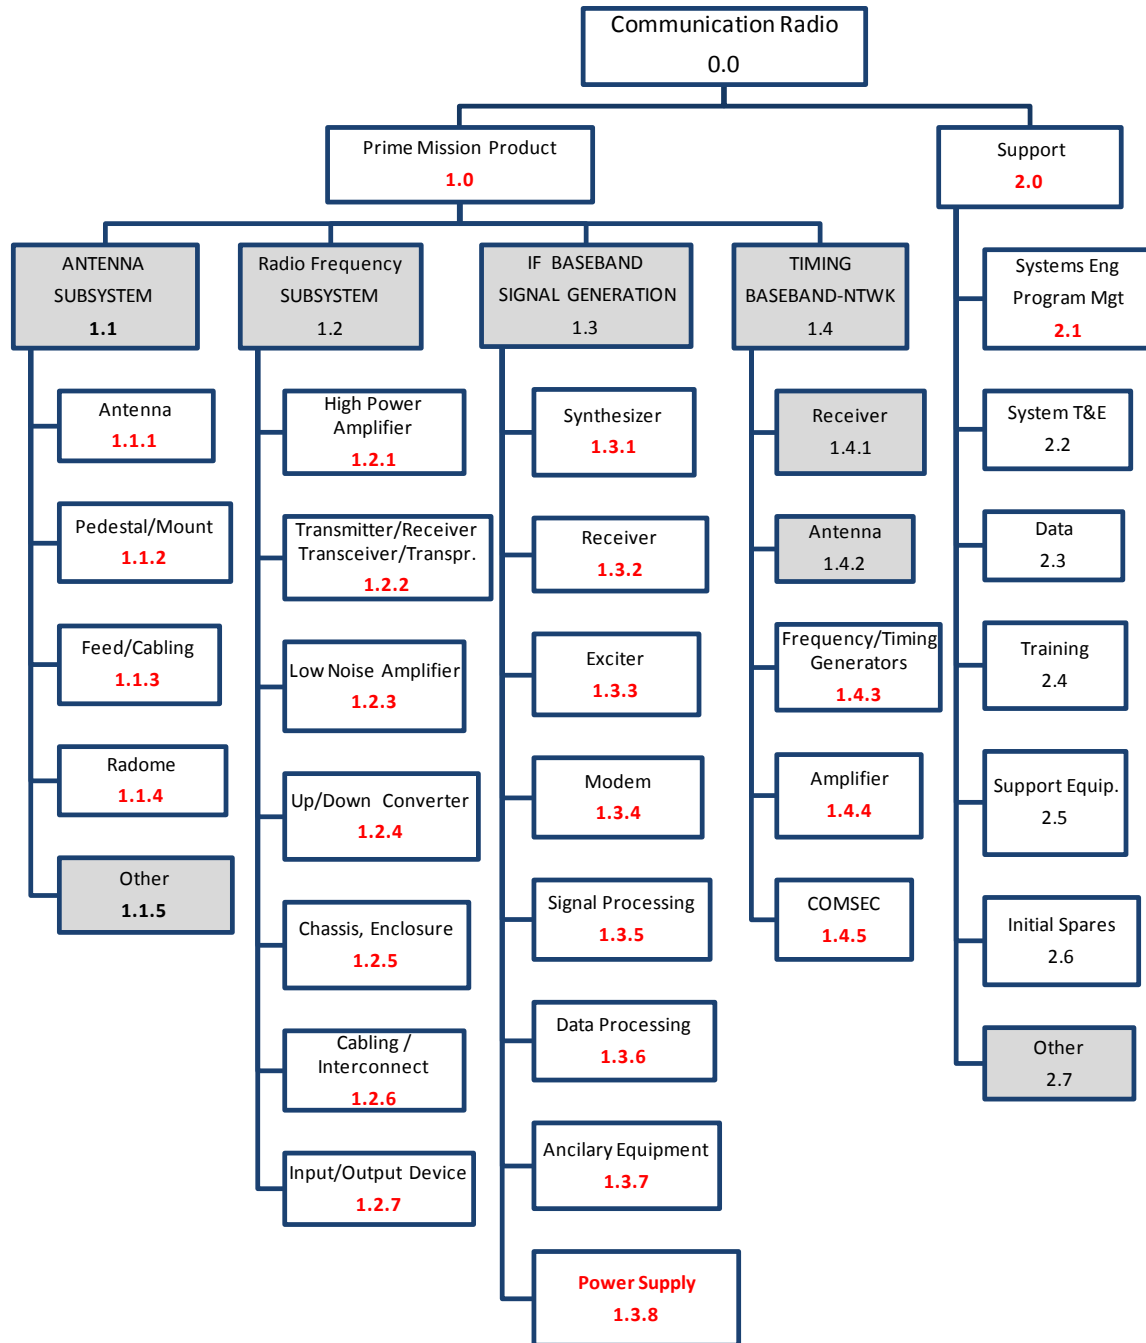 Communication Radio
0.0
Prime Mission Product
1.0
Support
2.0
ANTENNA
SUBSYSTEM
1.1
Radio Frequency
SUBSYSTEM
1.2
IF BASEBAND
SIGNAL GENERATION
1.3
TIMING
BASEBAND-NTWK
1.4
Antenna
1.1.1
Pedestal/Mount
1.1.2
Feed/Cabling
1.1.3
Radome
1.1.4
Other
1.1.5
High Power
Amplifier
1.2.1
Transmitter/Receiver
Transceiver/Transpr.
1.2.2
Low Noise Amplifier
1.2.3
Up/Down Converter
1.2.4
Chassis, Enclosure
1.2.5
Cabling /
Interconnect
1.2.6
Input/Output Device
1.2.7
Synthesizer
1.3.1
Receiver
1.3.2
Exciter
1.3.3
Modem
1.3.4
Signal Processing
1.3.5
Data Processing
1.3.6
Ancilary Equipment
1.3.7
Power Supply
1.3.8
Receiver
1.4.1
Antenna
1.4.2
Frequency/Timing
Generators
1.4.3
Amplifier
1.4.4
COMSEC
1.4.5
Systems Eng
Program Mgt
2.1
System T&E
2.2
Data
2.3
Training
2.4
Support Equip.
2.5
Initial Spares
2.6
Other
2.7